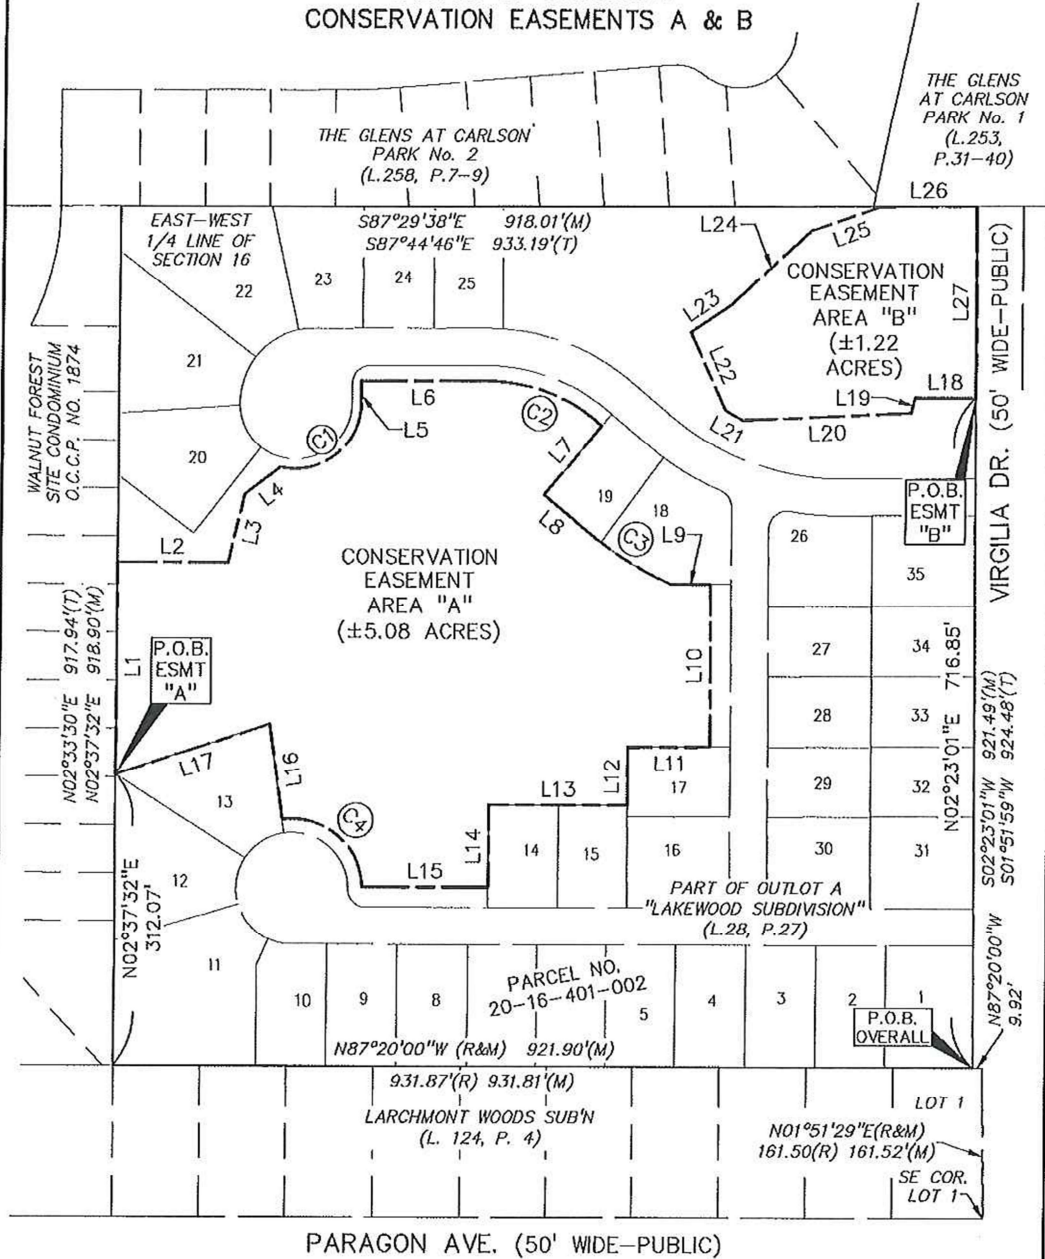 CONSERVATION EASEMENTS A & B
THE GLENS
AT CARLSON
PARK No. 1
(L.253,
P.31-40)
THE GLENS AT CARLSON
PARK No. 2
(L.258, P.7-9)
L26
EAST-WEST
1/4 LINE OF
SECTION 16
S87°29'38"E 918.01'(M)
S87°44'46"E 933.19'(T)
L24
L25
22
23
24
25
CONSERVATION
EASEMENT
AREA "B"
(±1.22
ACRES)
L23
L27
VIRGILIA DR. (50' WIDE-PUBLIC)
WALNUT FOREST
SITE CONDOMINIUM
O.C.C.P. NO. 1874
21
L22
L19
L18
L6
L5
C1
C2
L21
L20
20
L4
L7
P.O.B.
ESMT
"B"
L3
L8
19
18
C3
L9
26
L2
35
CONSERVATION
EASEMENT
AREA "A"
(±5.08 ACRES)
N02°33'30"E 917.94'(T)
N02°37'32"E 918.90'(M)
L1
P.O.B.
ESMT
"A"
L10
27
34
28
33
N02°23'01"E 716.85'
S02°23'01"W 921.49'(M)
S01°51'59"W 924.48'(T)
L17
L16
L12
L11
13
17
29
32
L13
C4
L14
14
15
16
30
31
L15
12
N02°37'32"E
312.07'
PART OF OUTLOT A
"LAKEWOOD SUBDIVISION"
(L.28, P.27)
11
10
9
8
PARCEL NO.
20-16-401-002
5
4
3
2
1
N87°20'00"W
9.92'
P.O.B.
OVERALL
N87°20'00"W (R&M) 921.90'(M)
931.87'(R) 931.81'(M)
LARCHMONT WOODS SUB'N
(L. 124, P. 4)
LOT 1
N01°51'29"E(R&M)
161.50(R) 161.52'(M)
SE COR.
LOT 1
PARAGON AVE. (50' WIDE-PUBLIC)